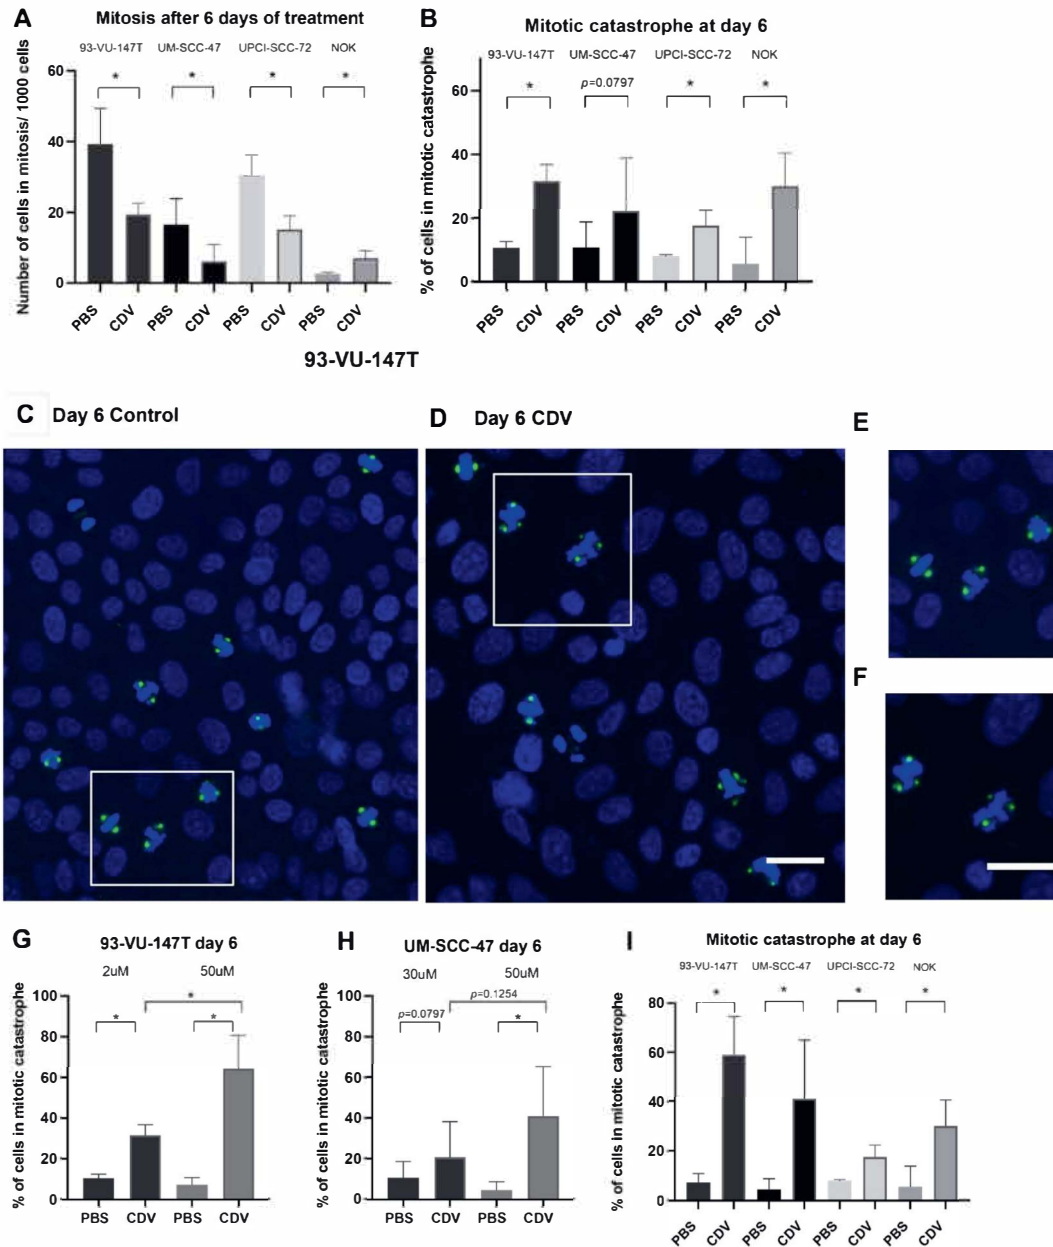 A
Mitosis after 6 days of treatment
93-VU-147T UM-SCC-47 UPCI-SCC-72 NOK
Number of cells in mitosis/ 1000 cells
60
40
20
0
* * * *
PBS CDV PBS CDV PBS CDV PBS CDV
B
Mitotic catastrophe at day 6
93-VU-147T UM-SCC-47 UPCI-SCC-72 NOK
% of cells in mitotic catastrophe
60
40
20
0
* p=0.0797 * *
PBS CDV PBS CDV PBS CDV PBS CDV
93-VU-147T
C Day 6 Control
D Day 6 CDV
E
F
G
93-VU-147T day 6
2uM 50uM
% of cells in mitotic catastrophe
100
80
60
40
20
0
*
* *
PBS CDV PBS CDV
H
UM-SCC-47 day 6
30uM 50uM
% of cells in mitotic catastrophe
100
80
60
40
20
0
p=0.1254
p=0.0797 *
PBS CDV PBS CDV
I
Mitotic catastrophe at day 6
93-VU-147T UM-SCC-47 UPCI-SCC-72 NOK
% of cells in mitotic catastrophe
80
60
40
20
0
* * * *
PBS CDV PBS CDV PBS CDV PBS CDV